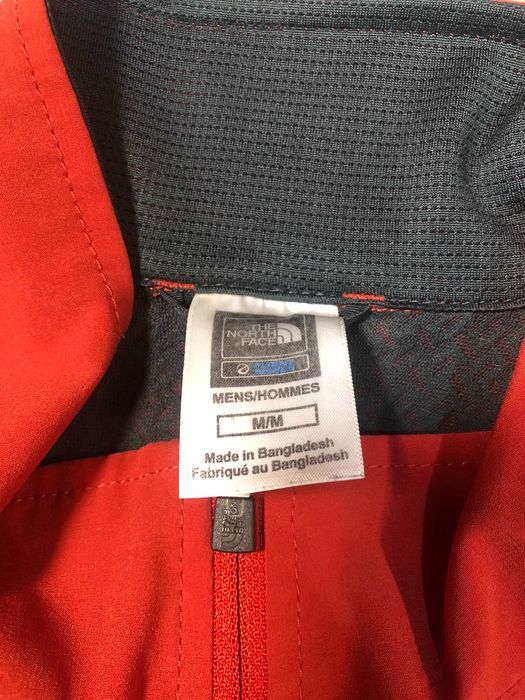 THE
NORTH
FACE
MENS/HOMMES
M/M
Made in Bangladesh
Fabriqué au Bangladesh